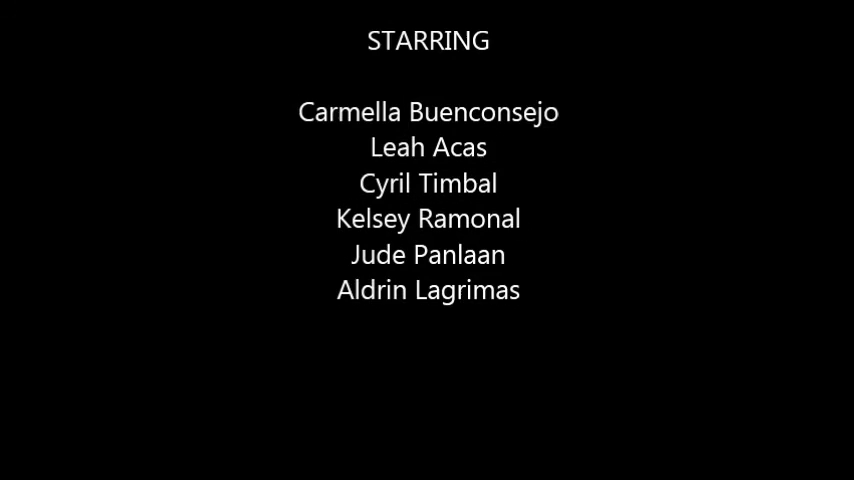 STARRING
Carmella Buenconsejo
Leah Acas
Cyril Timbal
Kelsey Ramonal
Jude Panlaan
Aldrin Lagrimas